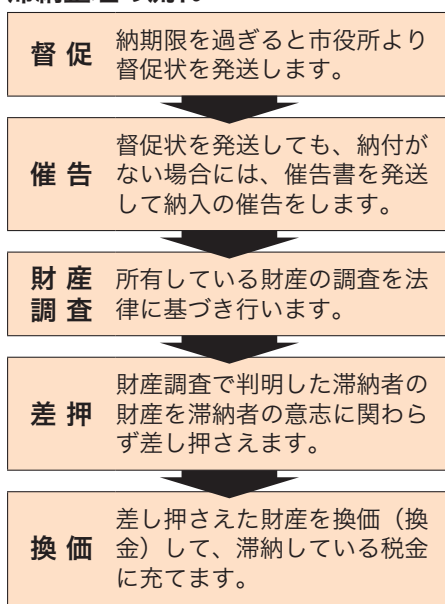 督促
納期限を過ぎると市役所より
督促状を発送します。
催告
督促状を発送しても、納付が
ない場合には、催告書を発送
して納入の催告をします。
財産
調査
所有している財産の調査を法
律に基づき行います。
差押
財産調査で判明した滞納者の
財産を滞納者の意志に関わら
ず差し押さえます。
換価
差し押さえた財産を換価（換
金）して、滞納している税金
に充てます。